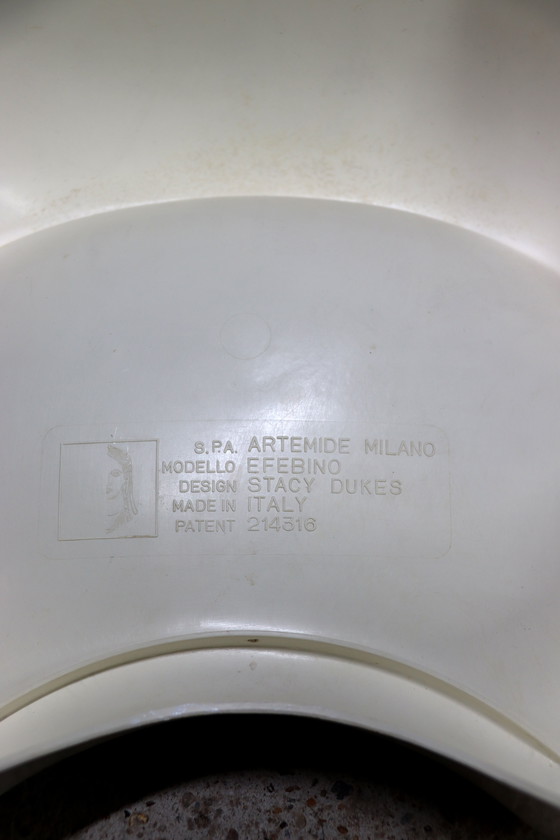 S.P.A. ARTEMIDE MILANO
MODELLO EFEBINO
DESIGN STACY DUKES
MADE IN ITALY
PATENT 214316